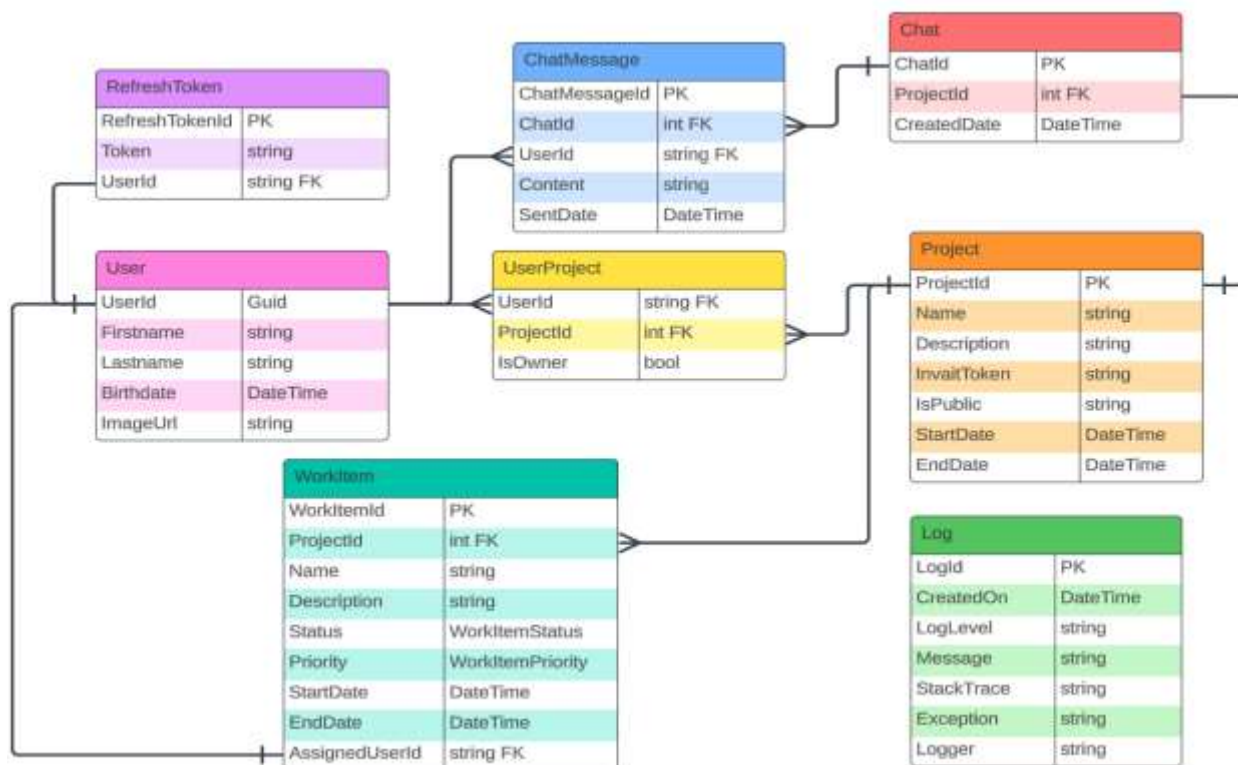 RefreshToken
RefreshTokenId PK
Token string
UserId string FK
ChatMessage
ChatMessageId PK
ChatId int FK
UserId string FK
Content string
SentDate DateTime
Chat
ChatId PK
ProjectId int FK
CreatedDate DateTime
User
UserId Guid
Firstname string
Lastname string
Birthdate DateTime
ImageUrl string
UserProject
UserId string FK
ProjectId int FK
IsOwner bool
Project
ProjectId PK
Name string
Description string
InvaitToken string
IsPublic string
StartDate DateTime
EndDate DateTime
WorkItem
WorkItemId PK
ProjectId int FK
Name string
Description string
Status WorkItemStatus
Priority WorkItemPriority
StartDate DateTime
EndDate DateTime
AssignedUserId string FK
Log
LogId PK
CreatedOn DateTime
LogLevel string
Message string
StackTrace string
Exception string
Logger string